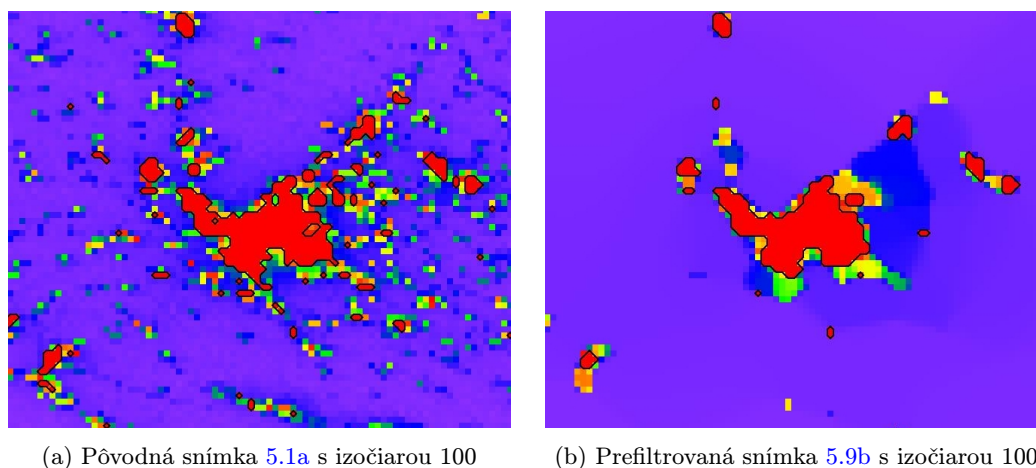 (a) Pôvodná snímka 5.1a s izočiarou 100
(b) Prefiltrovaná snímka 5.9b s izočiarou 100